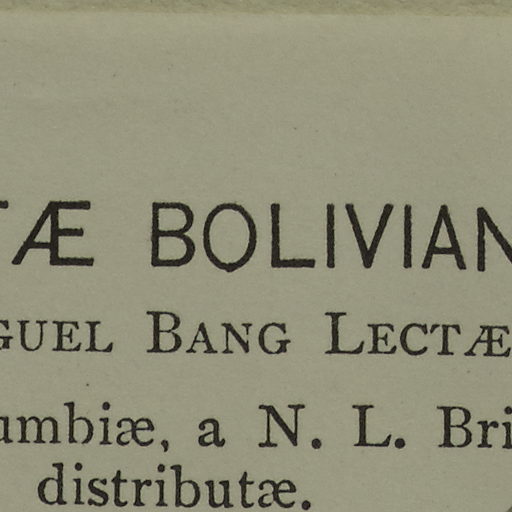 TÆ BOLIVIAN
GUEL BANG LECTÆ
umbiæ, a N. L. Bri
distributæ.